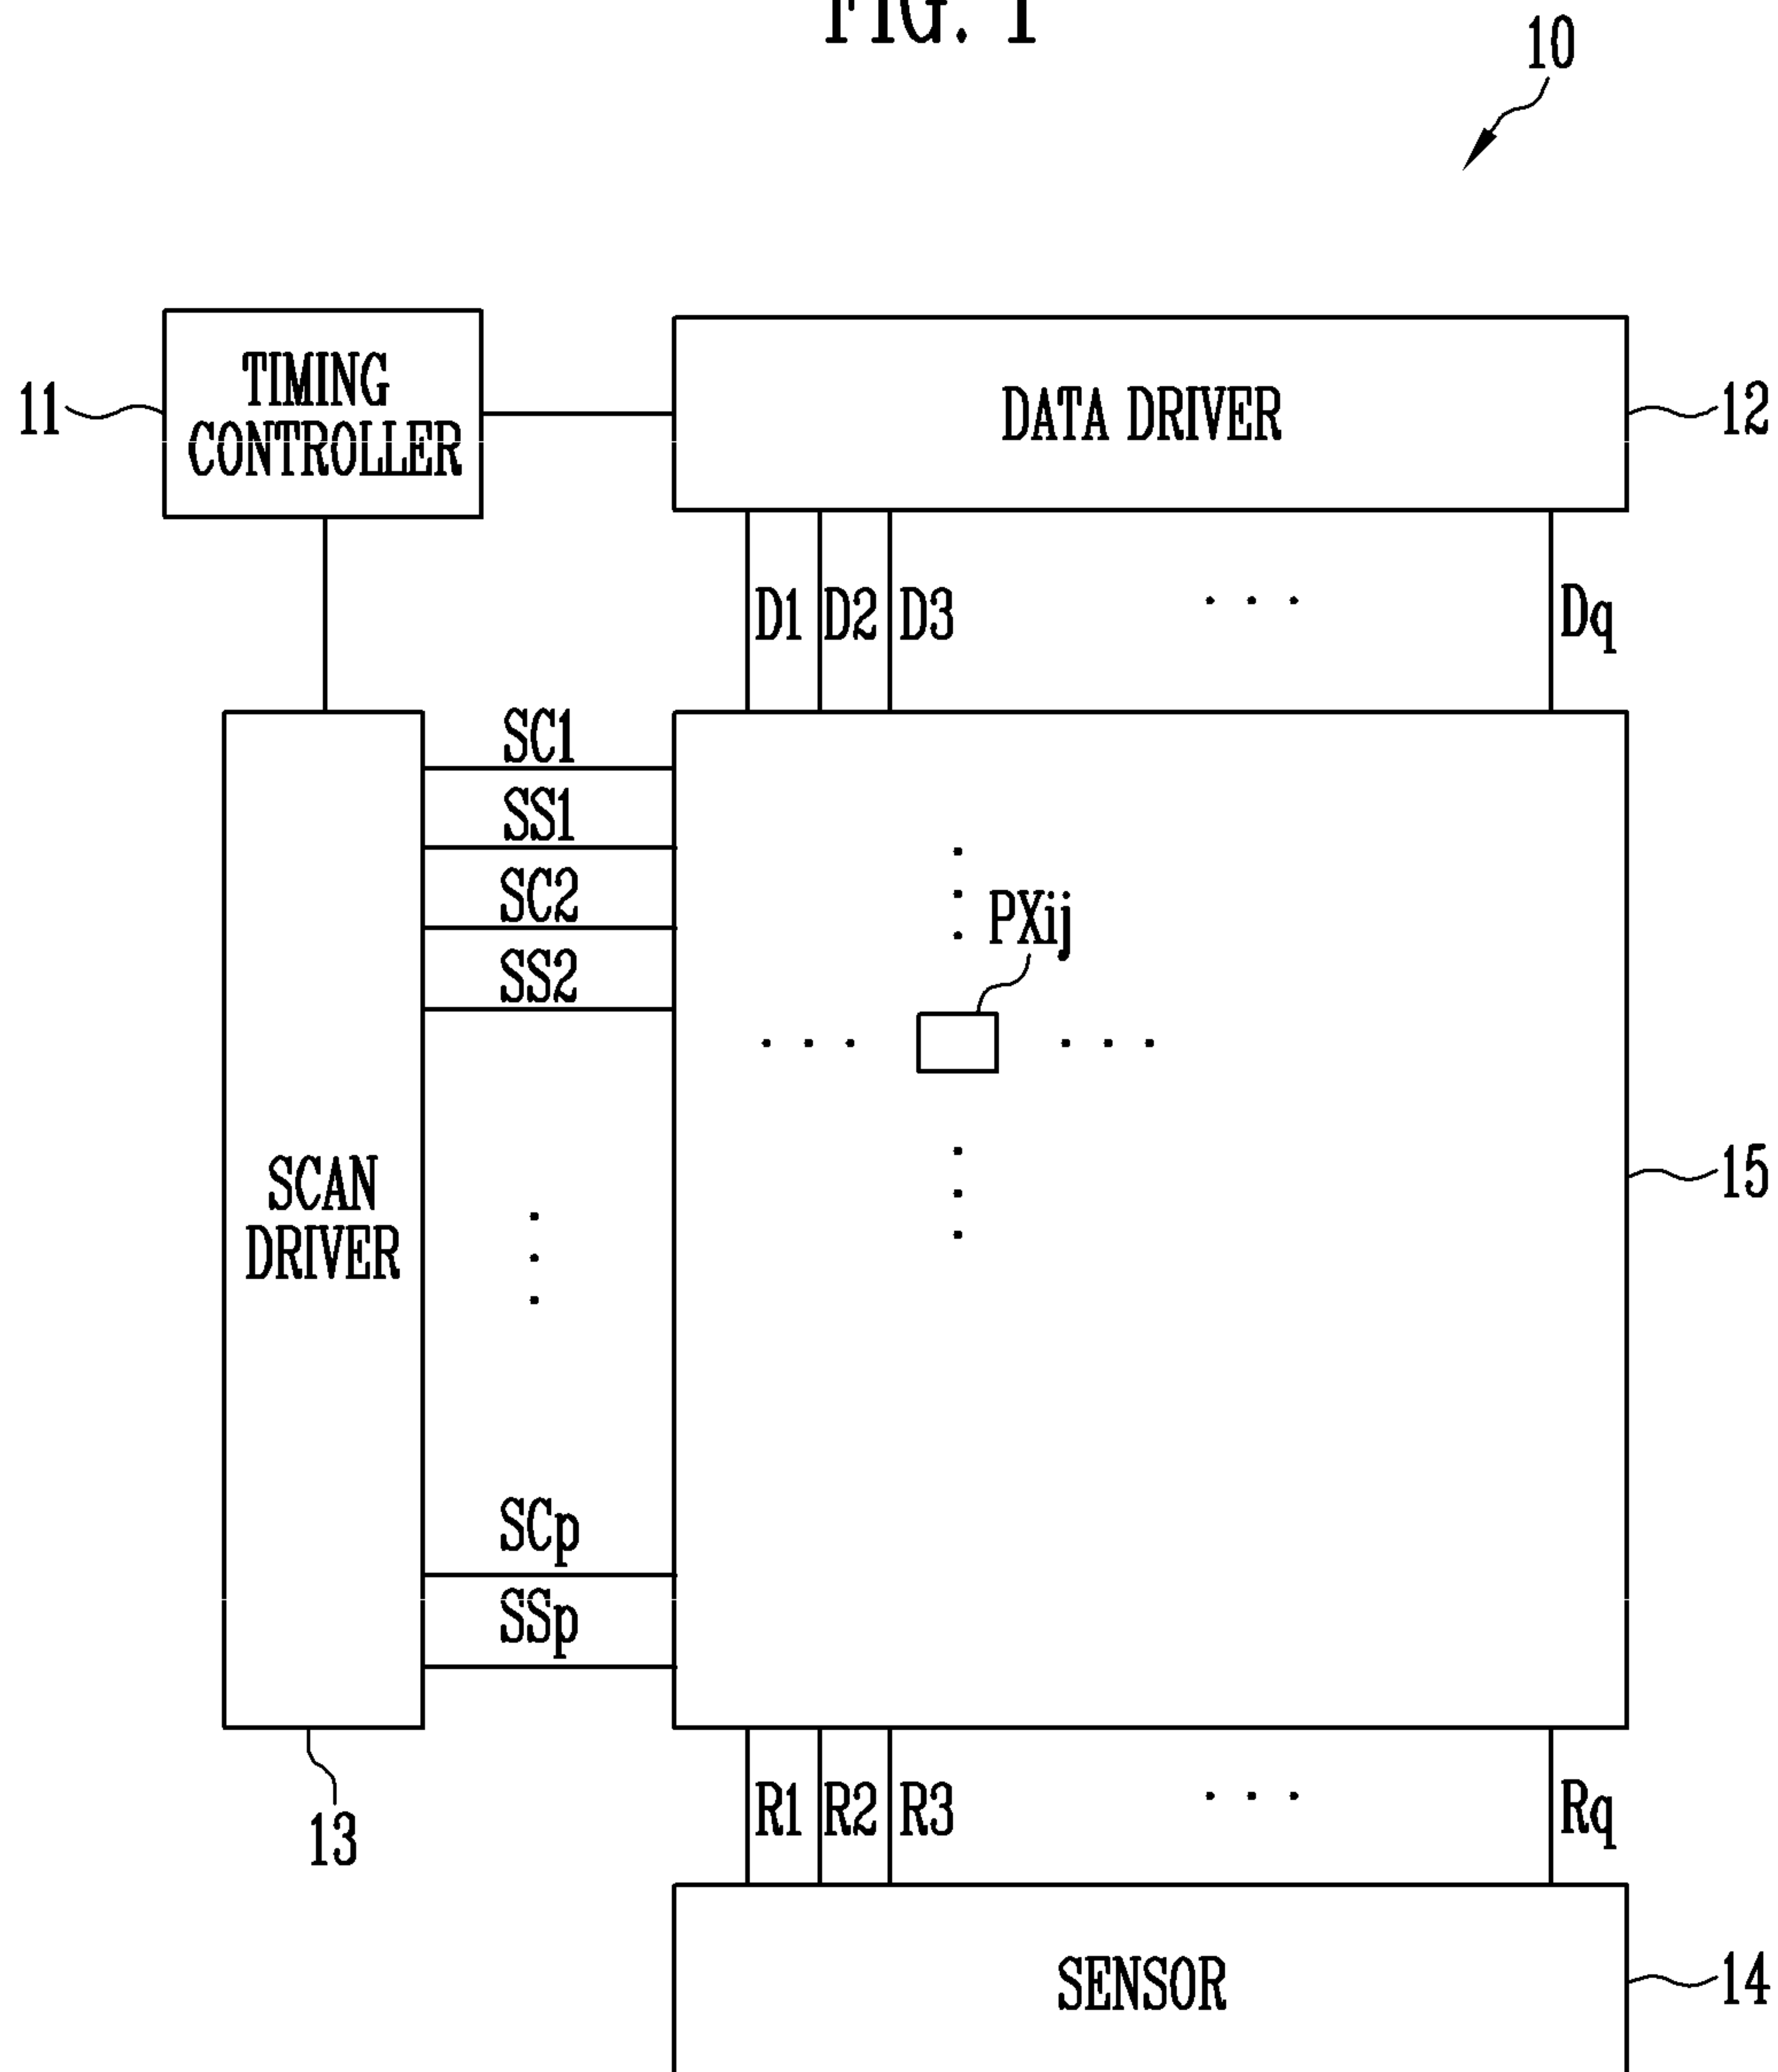 FIG. 1
10
TIMING
CONTROLLER
11
DATA DRIVER
12
D1 D2 D3 ... Dq
SC1
SS1
SC2
SS2
PXij
... ...
SCAN
DRIVER
15
SCp
SSp
R1 R2 R3 ... Rq
13
SENSOR
14